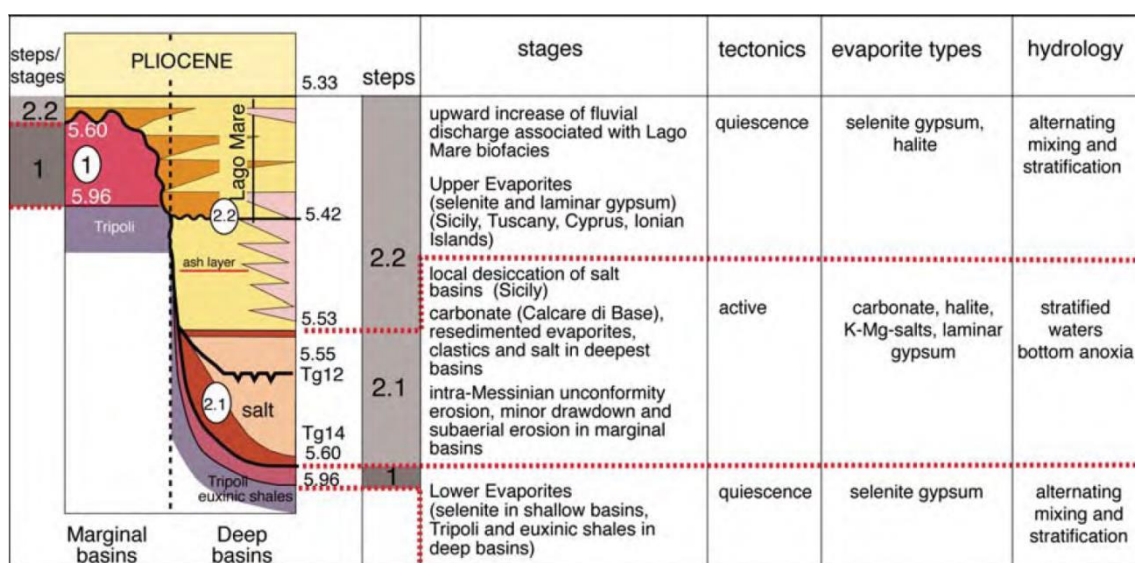 steps/
stages
PLIOCENE
5.33
steps
stages
tectonics
evaporite types
hydrology
2.2
5.60
1
1
5.96
Tripoli
Lago Mare
2.2
5.42
ash layer
5.53
5.55
Tg12
2.1
salt
Tg14
5.60
5.96
Tripoli
euxinic shales
Marginal
basins
Deep
basins
2.2
2.1
1
upward increase of fluvial
discharge associated with Lago
Mare biofacies
quiescence
selenite gypsum,
halite
alternating
mixing and
stratification
Upper Evaporites
(selenite and laminar gypsum)
(Sicily, Tuscany, Cyprus, Ionian
Islands)
local desiccation of salt
basins (Sicily)
carbonate (Calcare di Base),
resedimented evaporites,
clastics and salt in deepest
basins
intra-Messinian unconformity
erosion, minor drawdown and
subaerial erosion in marginal
basins
active
carbonate, halite,
K-Mg-salts, laminar
gypsum
stratified
waters
bottom anoxia
Lower Evaporites
(selenite in shallow basins,
Tripoli and euxinic shales in
deep basins)
quiescence
selenite gypsum
alternating
mixing and
stratification